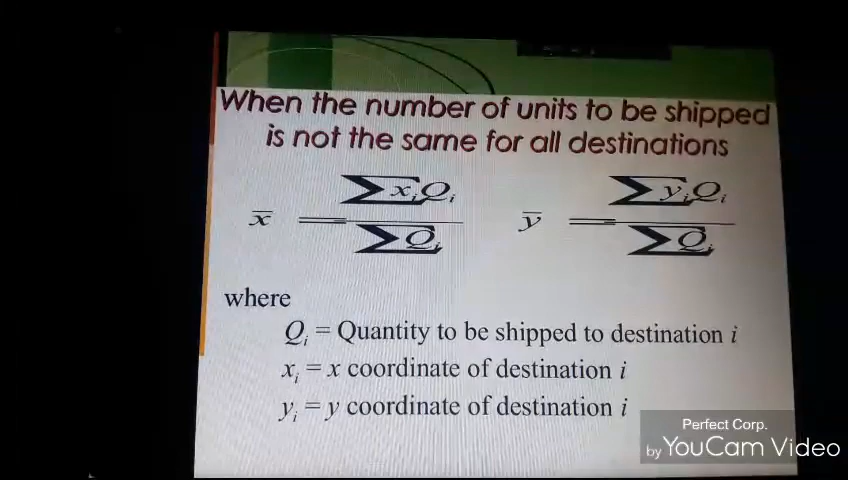 When the number of units to be shipped
is not the same for all destinations
x̅ = ∑xᵢQᵢ / ∑Qᵢ y̅ = ∑yᵢQᵢ / ∑Qᵢ
where
Qᵢ = Quantity to be shipped to destination i
xᵢ = x coordinate of destination i
yᵢ = y coordinate of destination i
Perfect Corp.
by YouCam Video